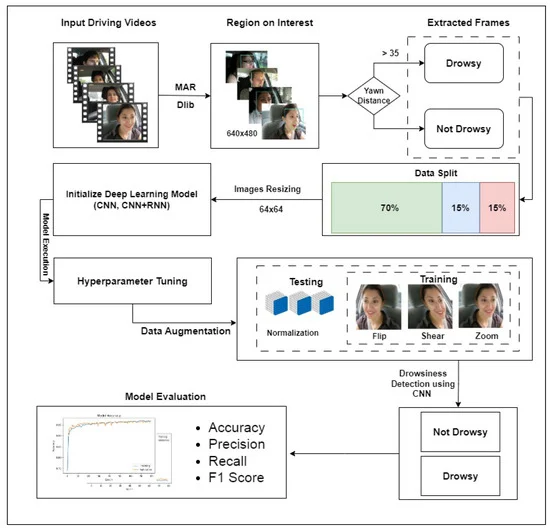 Input Driving Videos
Region on Interest
Extracted Frames
MAR
Dlib
640x480
> 35
Yawn
Distance
Drowsy
Not Drowsy
Data Split
70%
15%
15%
Images Resizing
64x64
Initialize Deep Learning Model
(CNN, CNN+RNN)
Model Execution
Hyperparameter Tuning
Data Augmentation
Testing
Normalization
Training
Flip
Shear
Zoom
Drowsiness
Detection using
CNN
Not Drowsy
Drowsy
Model Evaluation
• Accuracy
• Precision
• Recall
• F1 Score